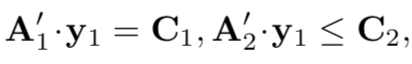 A′₁·y₁ = C₁, A′₂·y₁ ≤ C₂,